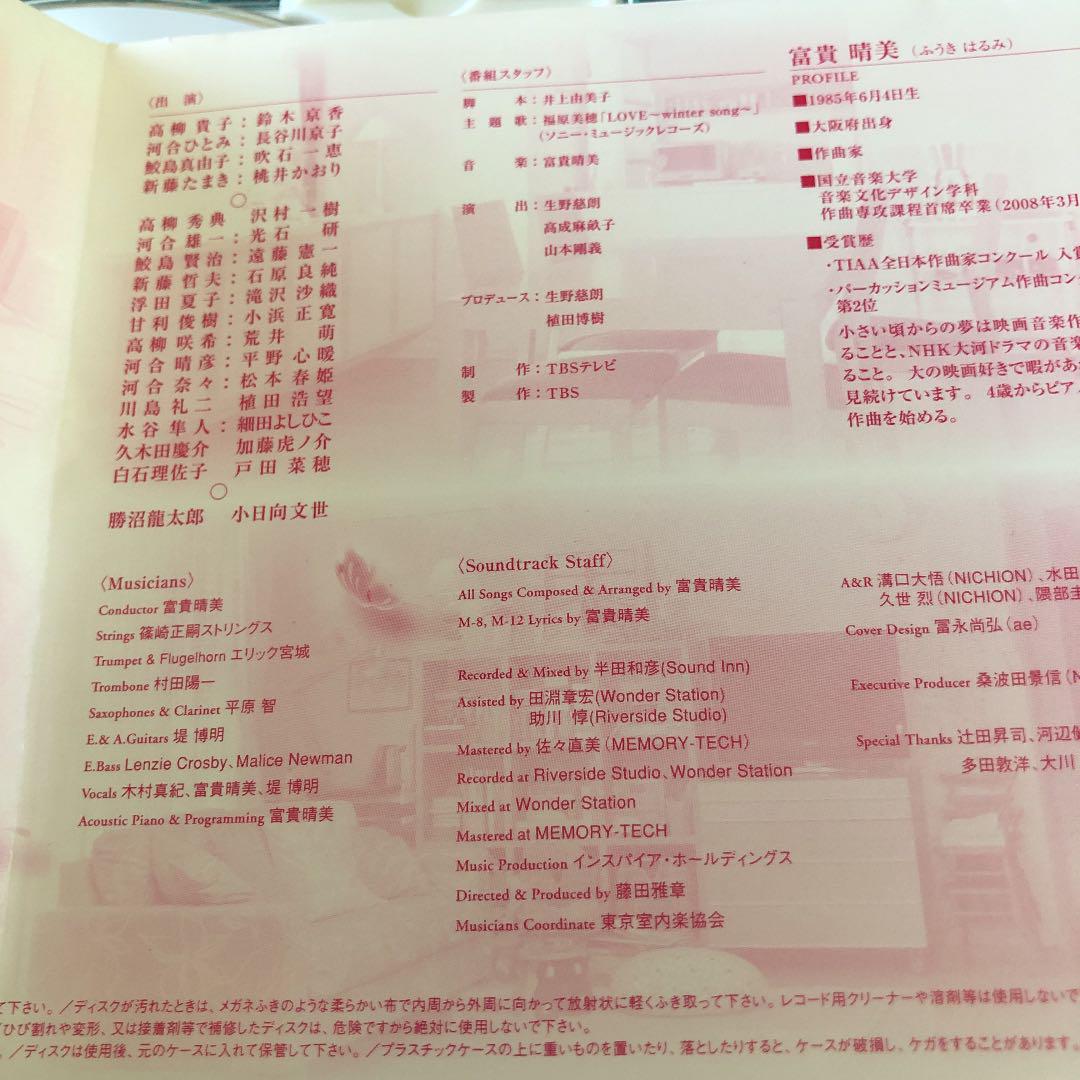 〈出　演〉
高柳貴子：鈴木京香
河合ひとみ：長谷川京子
鮫島真由子：吹石一恵
新藤たまき：桃井かおり
○
高柳秀典　沢村一樹
河合雄一：光石　研
鮫島賢治：遠藤憲一
新藤哲夫：石原良純
浮田夏子：滝沢沙織
甘利俊樹：小浜正寛
高柳咲希：荒井　萌
河合晴彦：平野心暖
河合奈々：松本春姫
川島礼二　植田浩望
水谷隼人：細田よしひこ
久木田慶介　加藤虎ノ介
白石理佐子　戸田菜穂
○
勝沼龍太郎　小日向文世
〈番組スタッフ〉
脚　本：井上由美子
主題歌：福原美穂「LOVE～winter song～」
（ソニー・ミュージックレコーズ）
音　楽：富貴晴美
演　出：生野慈朗
高成麻畝子
山本剛義
プロデュース：生野慈朗
植田博樹
制　作：TBSテレビ
製　作：TBS
富貴 晴美（ふうき はるみ）
PROFILE
■1985年6月4日生
■大阪府出身
■作曲家
■国立音楽大学
音楽文化デザイン学科
作曲専攻課程首席卒業（2008年3月
■受賞歴
・TIAA全日本作曲家コンクール 入賞
・パーカッションミュージアム作曲コン
第2位
小さい頃からの夢は映画音楽作
ることと、NHK大河ドラマの音楽
ること。 大の映画好きで暇があ
見続けています。 4歳からピア
作曲を始める。
〈Musicians〉
Conductor 富貴晴美
Strings 篠崎正嗣ストリングス
Trumpet & Flugelhorn エリック宮城
Trombone 村田陽一
Saxophones & Clarinet 平原 智
E.& A.Guitars 堤 博明
E.Bass Lenzie Crosby、Malice Newman
Vocals 木村真紀、富貴晴美、堤 博明
Acoustic Piano & Programming 富貴晴美
〈Soundtrack Staff〉
All Songs Composed & Arranged by 富貴晴美
M-8, M-12 Lyrics by 富貴晴美
Recorded & Mixed by 半田和彦(Sound Inn)
Assisted by 田淵章宏(Wonder Station)
助川 惇(Riverside Studio)
Mastered by 佐々直美（MEMORY-TECH）
Recorded at Riverside Studio、Wonder Station
Mixed at Wonder Station
Mastered at MEMORY-TECH
Music Production インスパイア・ホールディングス
Directed & Produced by 藤田雅章
Musicians Coordinate 東京室内楽協会
A&R 溝口大悟（NICHION）、水田
久世 烈（NICHION）、隈部
Cover Design 冨永尚弘（ae）
Executive Producer 桑波田景信（N
Special Thanks 辻田昇司、河辺健
多田敦洋、大川
て下さい。／ディスクが汚れたときは、メガネふきのような柔らかい布で内周から外周に向かって放射状に軽くふき取って下さい。レコード用クリーナーや溶剤等は使用しないで
ひび割れや変形、又は接着剤等で補修したディスクは、危険ですから絶対に使用しないで下さい。
。／ディスクは使用後、元のケースに入れて保管して下さい。／プラスチックケースの上に重いものを置いたり、落としたりすると、ケースが破損し、ケガをすることがあります。